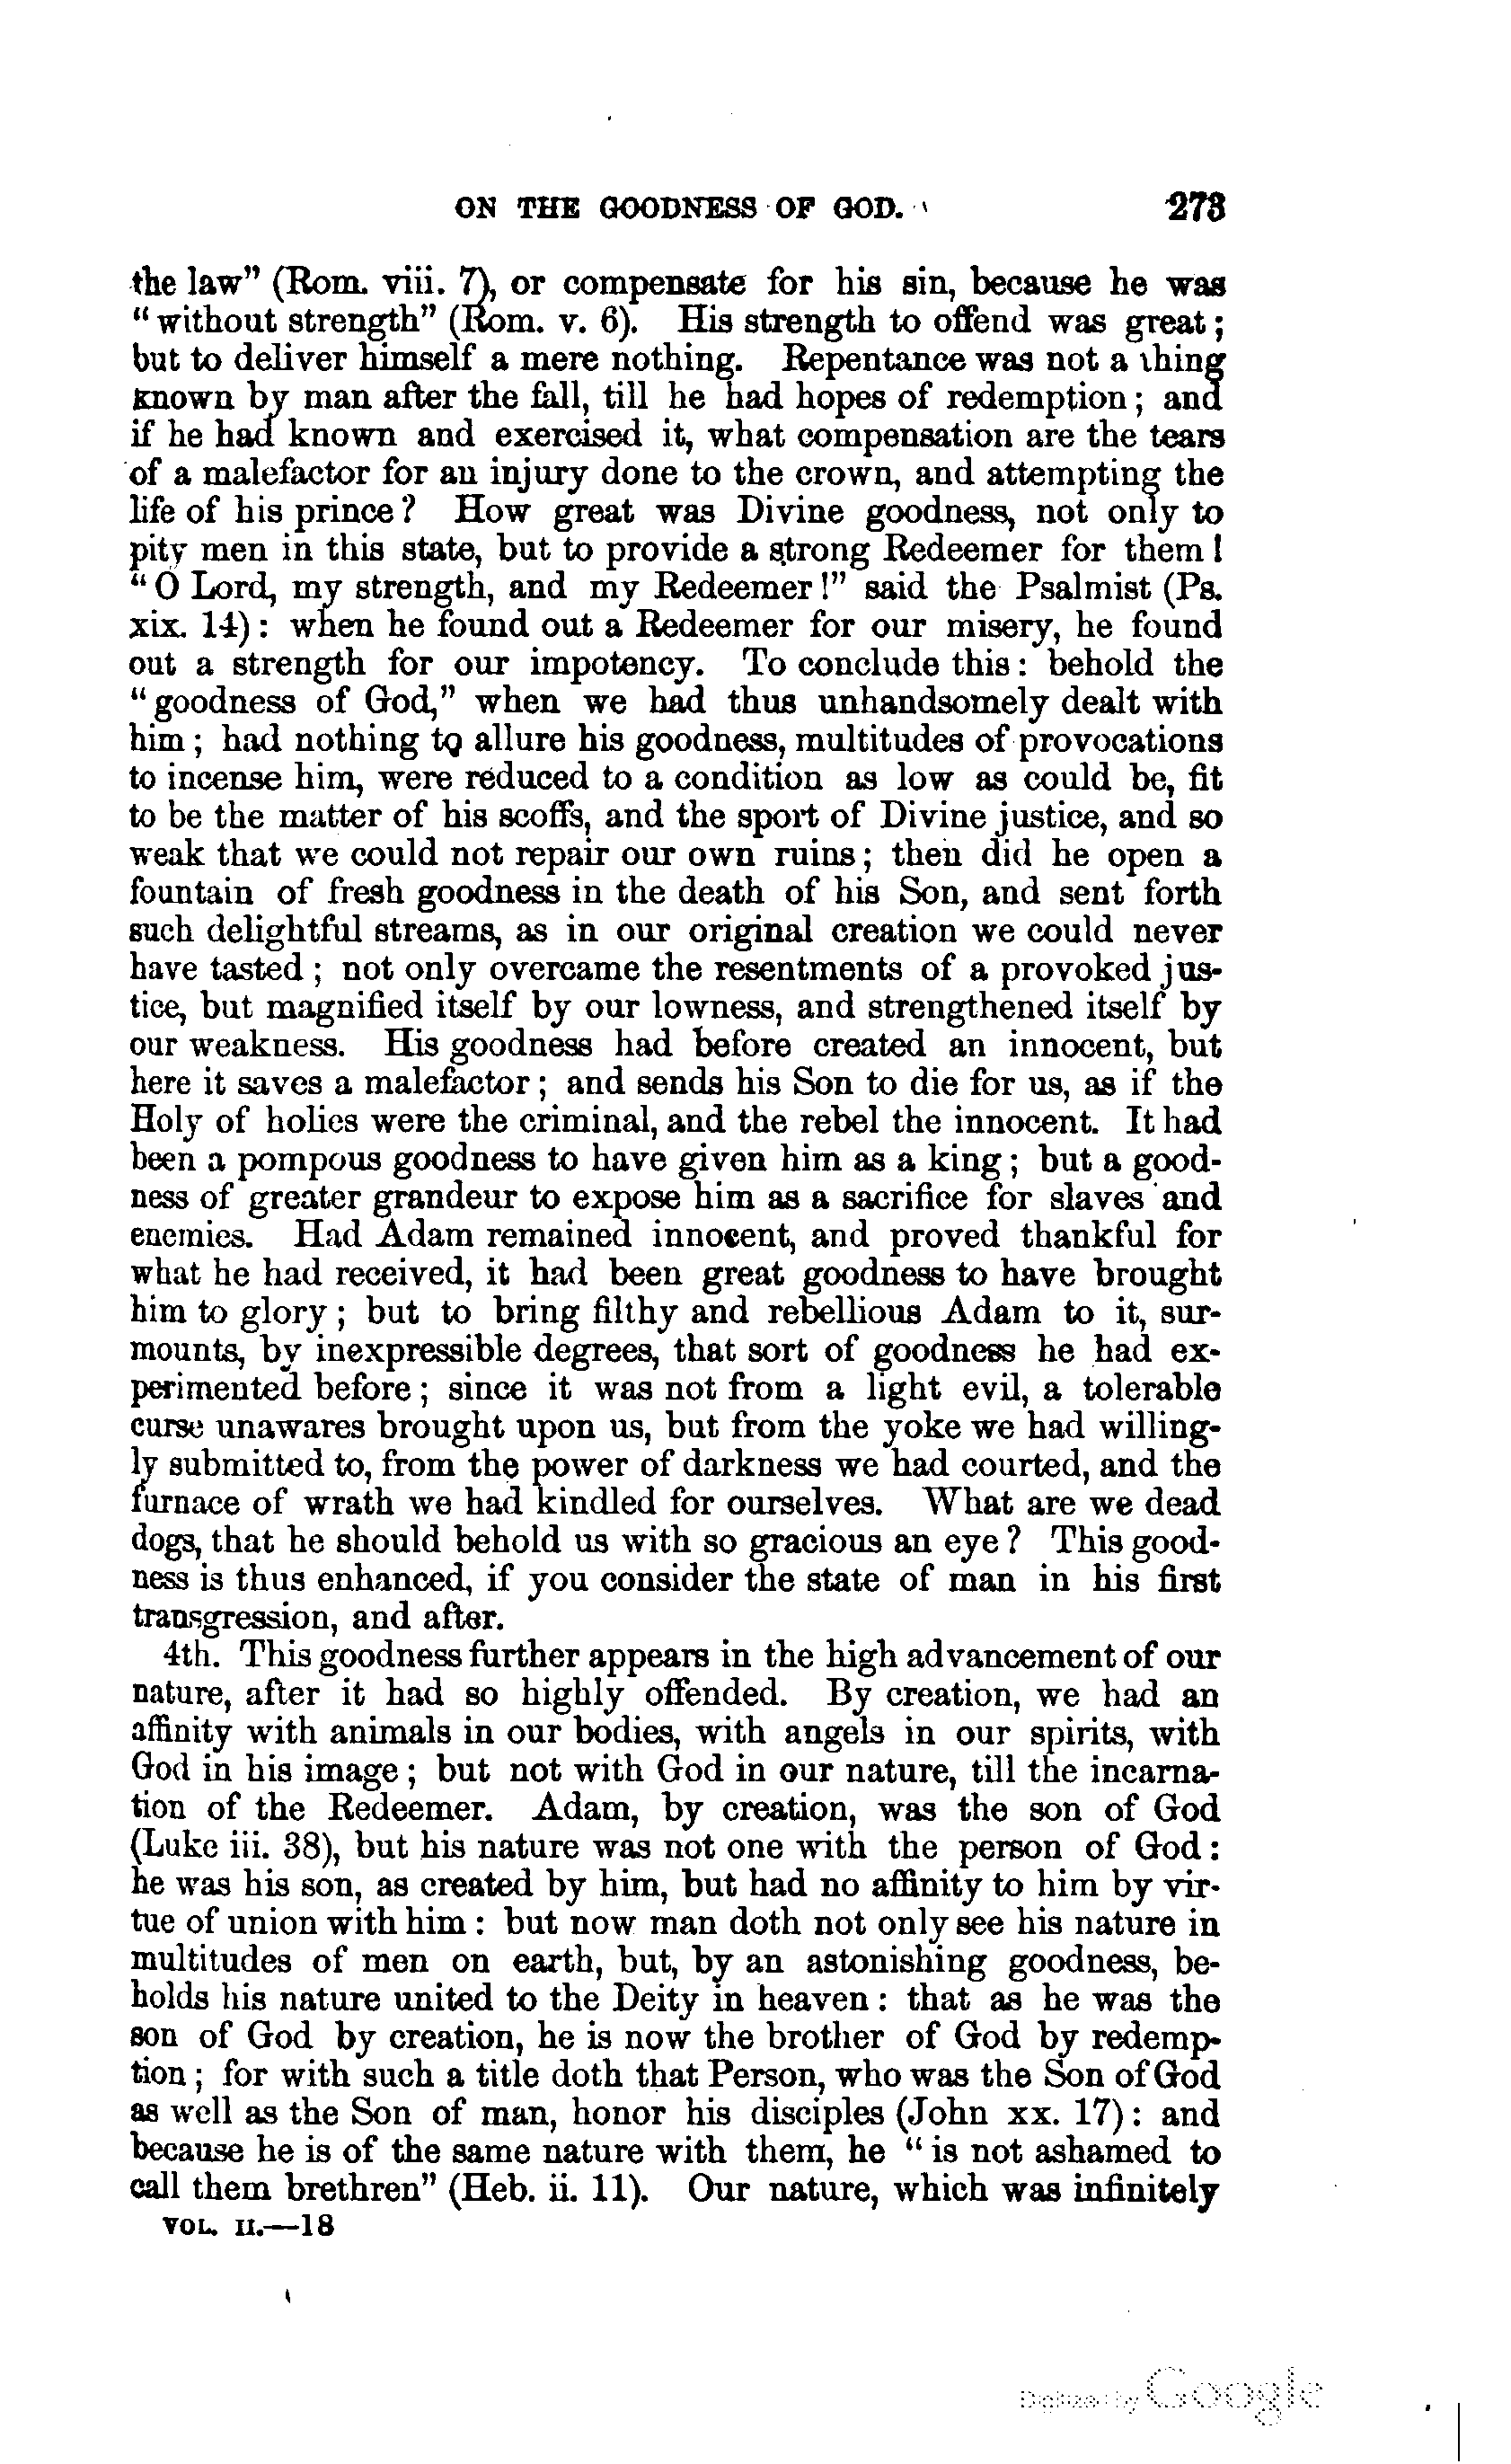 ON THE GOODNESS OF GOD. 273
the law" (Rom. viii. 7), or compensate for his sin, because he was
"without strength" (Rom. v. 6). His strength to offend was great;
but to deliver himself a mere nothing. Repentance was not a thing
known by man after the fall, till he had hopes of redemption; and
if he had known and exercised it, what compensation are the tears
of a malefactor for an injury done to the crown, and attempting the
life of his prince? How great was Divine goodness, not only to
pity men in this state, but to provide a strong Redeemer for them!
"O Lord, my strength, and my Redeemer!" said the Psalmist (Ps.
xix. 14): when he found out a Redeemer for our misery, he found
out a strength for our impotency. To conclude this: behold the
"goodness of God," when we had thus unhandsomely dealt with
him; had nothing to allure his goodness, multitudes of provocations
to incense him, were reduced to a condition as low as could be, fit
to be the matter of his scoffs, and the sport of Divine justice, and so
weak that we could not repair our own ruins; then did he open a
fountain of fresh goodness in the death of his Son, and sent forth
such delightful streams, as in our original creation we could never
have tasted; not only overcame the resentments of a provoked jus-
tice, but magnified itself by our lowness, and strengthened itself by
our weakness. His goodness had before created an innocent, but
here it saves a malefactor; and sends his Son to die for us, as if the
Holy of holies were the criminal, and the rebel the innocent. It had
been a pompous goodness to have given him as a king; but a good-
ness of greater grandeur to expose him as a sacrifice for slaves and
enemies. Had Adam remained innocent, and proved thankful for
what he had received, it had been great goodness to have brought
him to glory; but to bring filthy and rebellious Adam to it, sur-
mounts, by inexpressible degrees, that sort of goodness he had ex-
perimented before; since it was not from a light evil, a tolerable
curse unawares brought upon us, but from the yoke we had willing-
ly submitted to, from the power of darkness we had courted, and the
furnace of wrath we had kindled for ourselves. What are we dead
dogs, that he should behold us with so gracious an eye? This good-
ness is thus enhanced, if you consider the state of man in his first
transgression, and after.
4th. This goodness further appears in the high advancement of our
nature, after it had so highly offended. By creation, we had an
affinity with animals in our bodies, with angels in our spirits, with
God in his image; but not with God in our nature, till the incarna-
tion of the Redeemer. Adam, by creation, was the son of God
(Luke iii. 38), but his nature was not one with the person of God:
he was his son, as created by him, but had no affinity to him by vir-
tue of union with him: but now man doth not only see his nature in
multitudes of men on earth, but, by an astonishing goodness, be-
holds his nature united to the Deity in heaven: that as he was the
son of God by creation, he is now the brother of God by redemp-
tion; for with such a title doth that Person, who was the Son of God
as well as the Son of man, honor his disciples (John xx. 17): and
because he is of the same nature with them, he "is not ashamed to
call them brethren" (Heb. ii. 11). Our nature, which was infinitely
VOL. II.—18
Digitized by Google